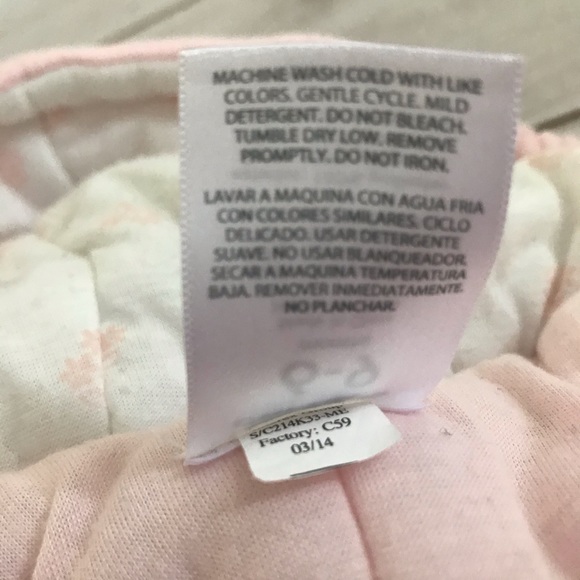 MACHINE WASH COLD WITH LIKE
COLORS. GENTLE CYCLE. MILD
DETERGENT. DO NOT BLEACH.
TUMBLE DRY LOW. REMOVE
PROMPTLY. DO NOT IRON.
LAVAR A MAQUINA CON AGUA FRIA
CON COLORES SIMILARES. CICLO
DELICADO. USAR DETERGENTE
SUAVE. NO USAR BLANQUEADOR.
SECAR A MAQUINA TEMPERATURA
BAJA. REMOVER INMEDIATAMENTE.
NO PLANCHAR.
S/C214K33-ME
Factory: C59
03/14